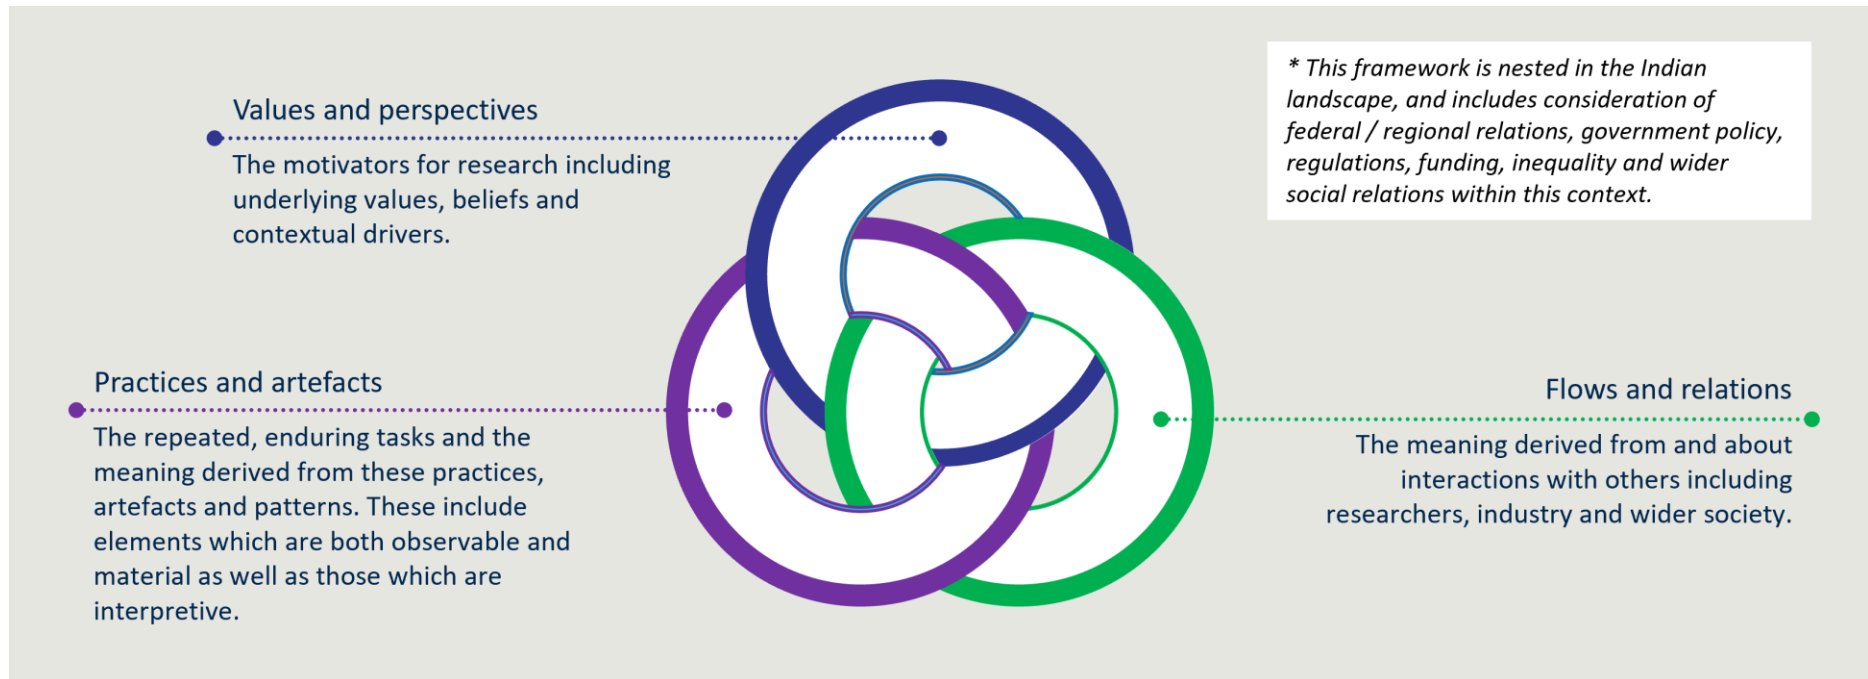 Values and perspectives
The motivators for research including
underlying values, beliefs and
contextual drivers.
* This framework is nested in the Indian
landscape, and includes consideration of
federal / regional relations, government policy,
regulations, funding, inequality and wider
social relations within this context.
Practices and artefacts
The repeated, enduring tasks and the
meaning derived from these practices,
artefacts and patterns. These include
elements which are both observable and
material as well as those which are
interpretive.
Flows and relations
The meaning derived from and about
interactions with others including
researchers, industry and wider society.